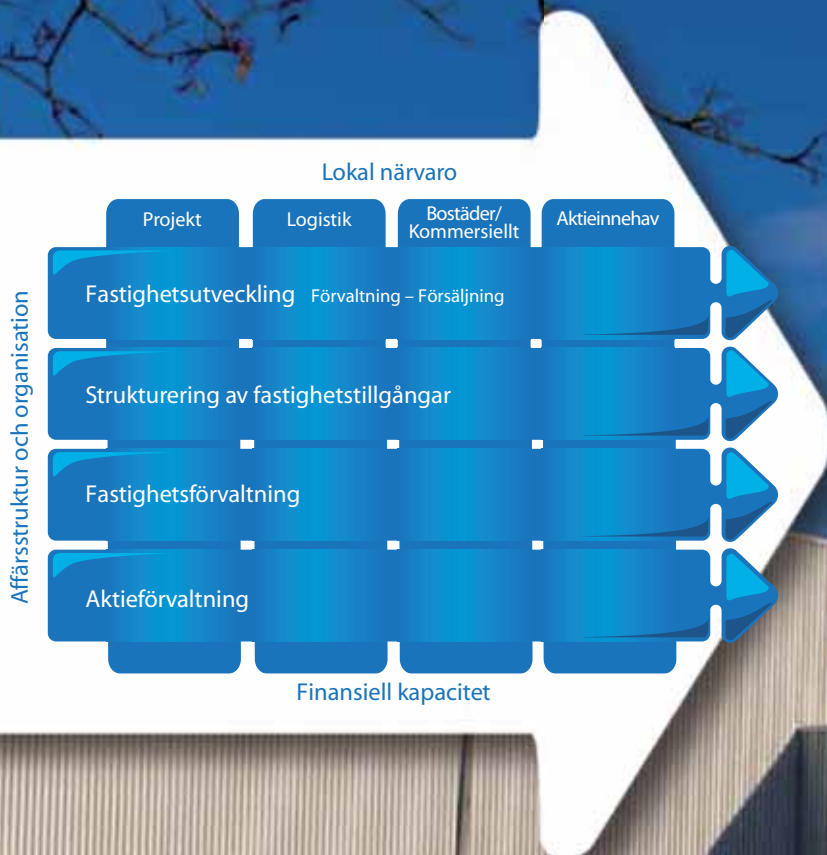 Lokal närvaro
Projekt
Logistik
Bostäder/
Kommersiellt
Aktieinnehav
Affärsstruktur och organisation
Fastighetsutveckling Förvaltning – Försäljning
Strukturering av fastighetstillgångar
Fastighetsförvaltning
Aktieförvaltning
Finansiell kapacitet